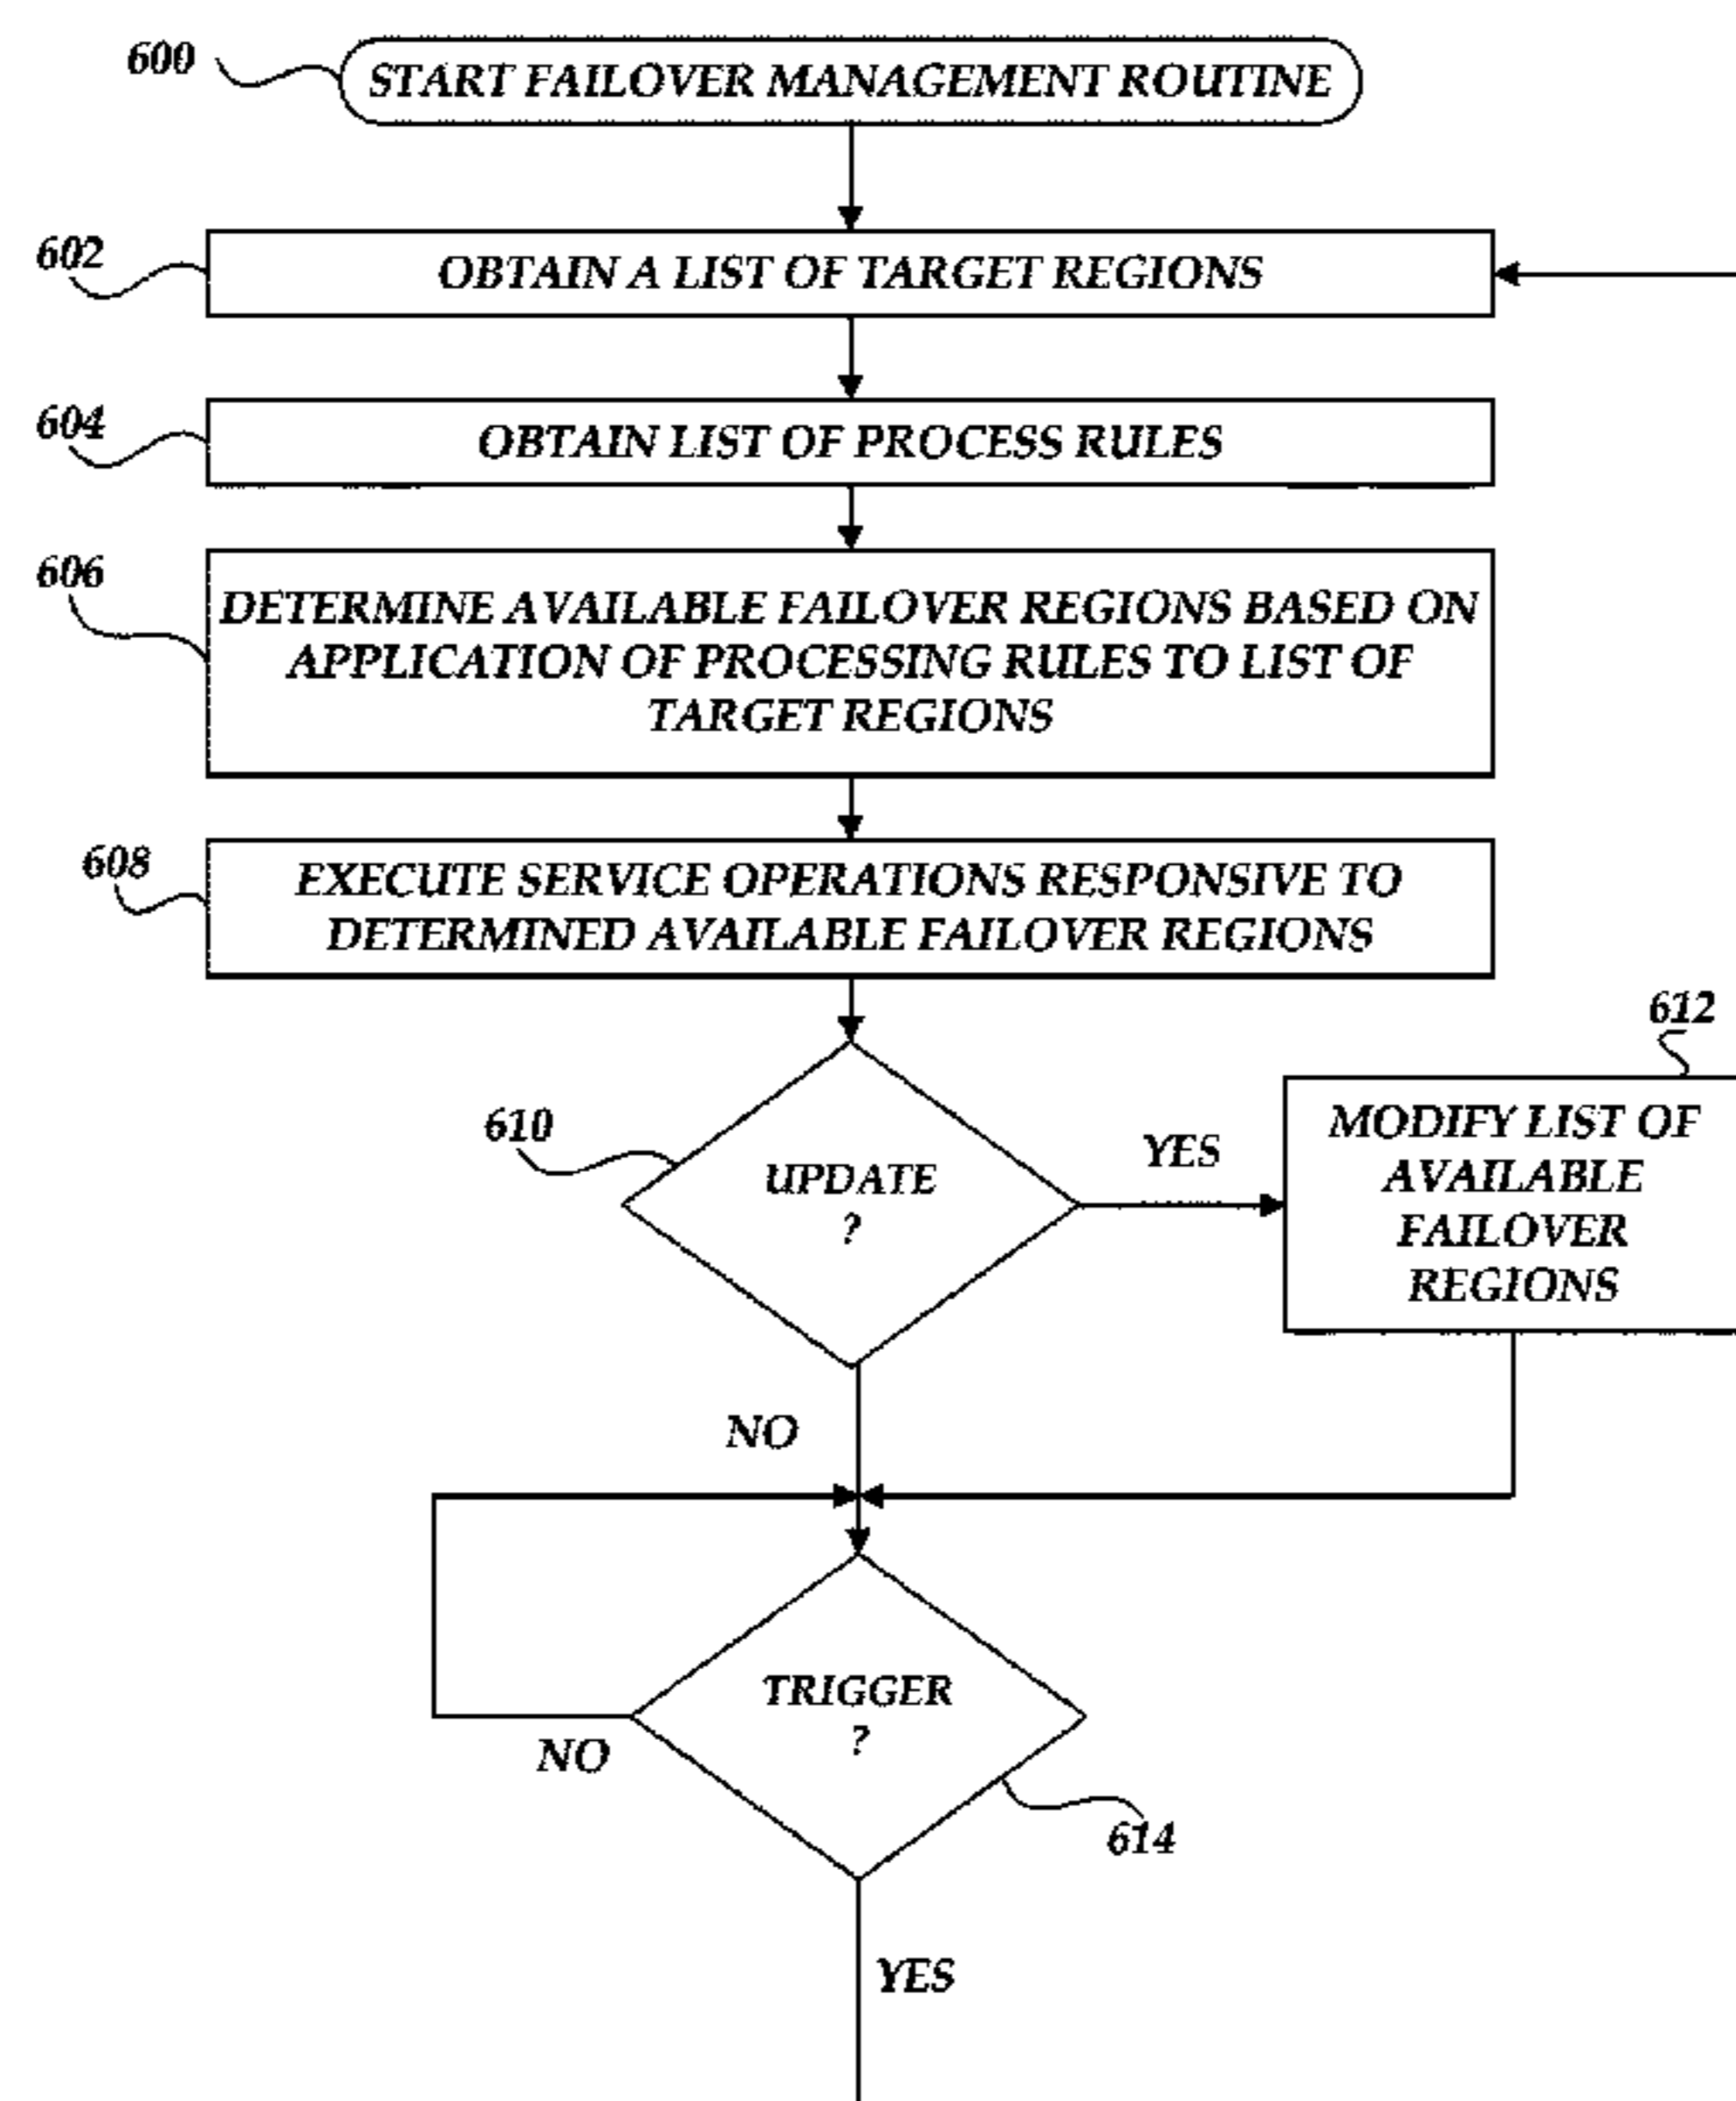 600
START FAILOVER MANAGEMENT ROUTINE
602
OBTAIN A LIST OF TARGET REGIONS
604
OBTAIN LIST OF PROCESS RULES
606
DETERMINE AVAILABLE FAILOVER REGIONS BASED ON
APPLICATION OF PROCESSING RULES TO LIST OF
TARGET REGIONS
608
EXECUTE SERVICE OPERATIONS RESPONSIVE TO
DETERMINED AVAILABLE FAILOVER REGIONS
610
UPDATE
?
YES
612
MODIFY LIST OF
AVAILABLE
FAILOVER
REGIONS
NO
TRIGGER
?
NO
614
YES